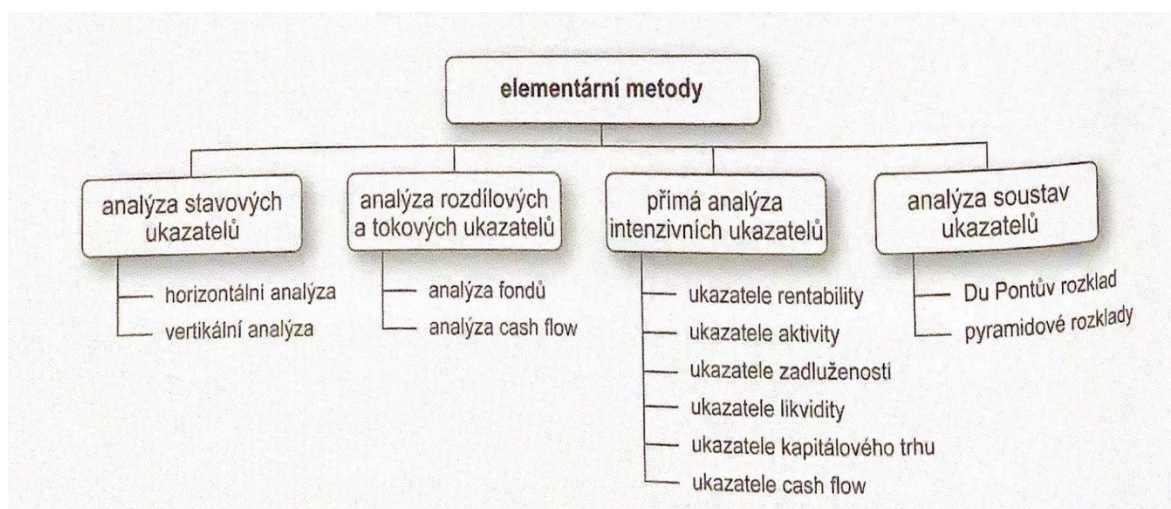 elementární metody
analýza stavových
ukazatelů
horizontální analýza
vertikální analýza
analýza rozdílových
a tokových ukazatelů
analýza fondů
analýza cash flow
přímá analýza
intenzivních ukazatelů
ukazatele rentability
ukazatele aktivity
ukazatele zadluženosti
ukazatele likvidity
ukazatele kapitálového trhu
ukazatele cash flow
analýza soustav
ukazatelů
Du Pontův rozklad
pyramidové rozklady